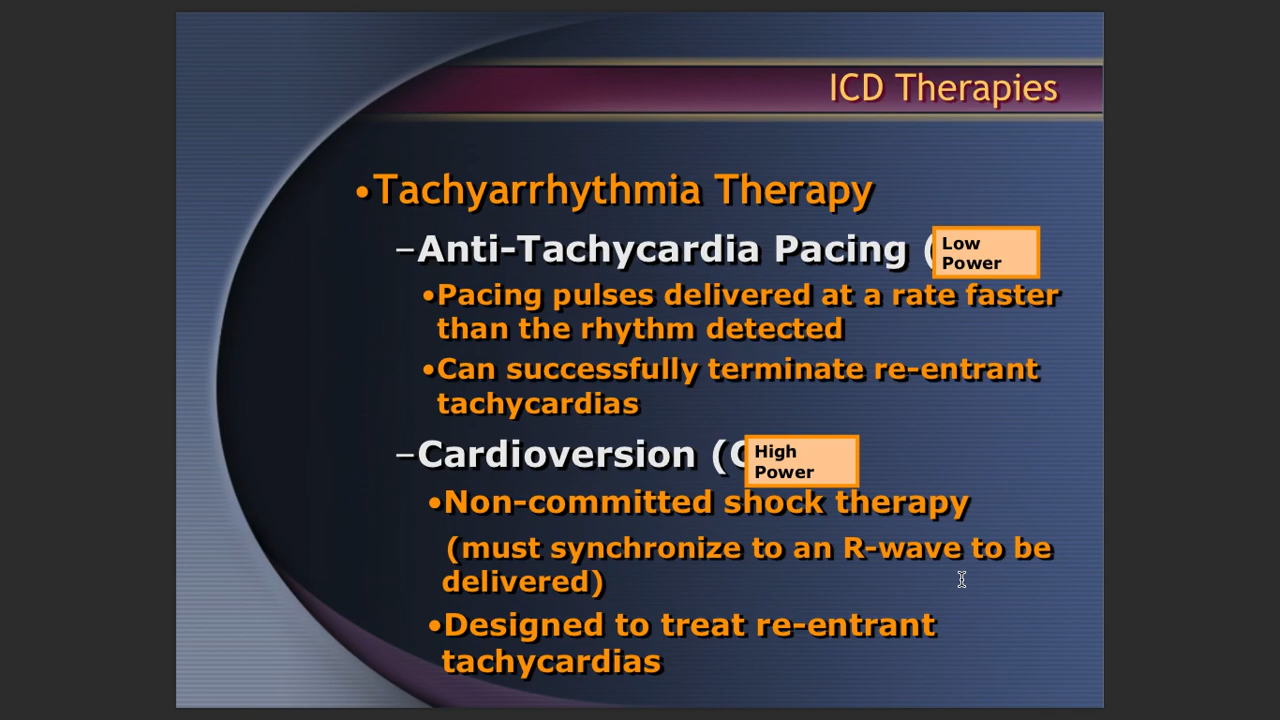 ICD Therapies
•Tachyarrhythmia Therapy
–Anti-Tachycardia Pacing (
Low
Power
•Pacing pulses delivered at a rate faster
than the rhythm detected
•Can successfully terminate re-entrant
tachycardias
–Cardioversion (
High
Power
•Non-committed shock therapy
(must synchronize to an R-wave to be
delivered)
•Designed to treat re-entrant
tachycardias